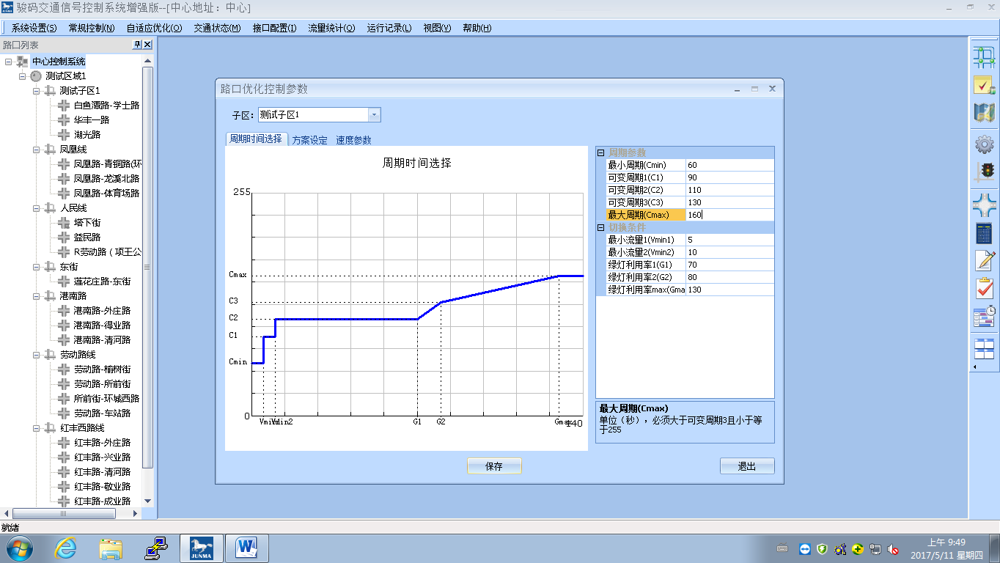 骏码交通信号控制系统增强版--[中心地址：中心]
系统设置(S) 常规控制(N) 自适应优化(O) 交通状态(M) 接口配置(I) 流量统计(Q) 运行记录(L) 视图(V) 帮助(H)
路口列表
中心控制系统
测试区域1
测试子区1
白鱼潭路-学士路
华丰一路
湖光路
凤凰线
凤凰路-青铜路(环
凤凰路-龙溪北路
凤凰路-体育场路
人民线
塔下街
益民路
R劳动路（项王公
东街
莲花庄路-东街
港南路
港南路-外庄路
港南路-得业路
港南路-清河路
劳动路线
劳动路-榆树街
劳动路-所前街
所前街-环城西路
劳动路-车站路
红丰西路线
红丰路-外庄路
红丰路-兴业路
红丰路-清河路
红丰路-敬业路
红丰路-成业路
路口优化控制参数
子区：测试子区1
周期时间选择 方案设定 速度参数
周期时间选择
255
Cmax
C3
C2
C1
Cmin
0
Vmin2 G1 G2
周期参数
最小周期(Cmin) 60
可变周期1(C1) 90
可变周期2(C2) 110
可变周期3(C3) 130
最大周期(Cmax) 160
切换条件
最小流量1(Vmin1) 5
最小流量2(Vmin2) 10
绿灯利用率1(G1) 70
绿灯利用率2(G2) 80
绿灯利用率max(Gma 130
最大周期(Cmax)
单位（秒），必须大于可变周期3且小于等
于255
保存 退出
就绪
JUNMA
上午 9:49
2017/5/11 星期四